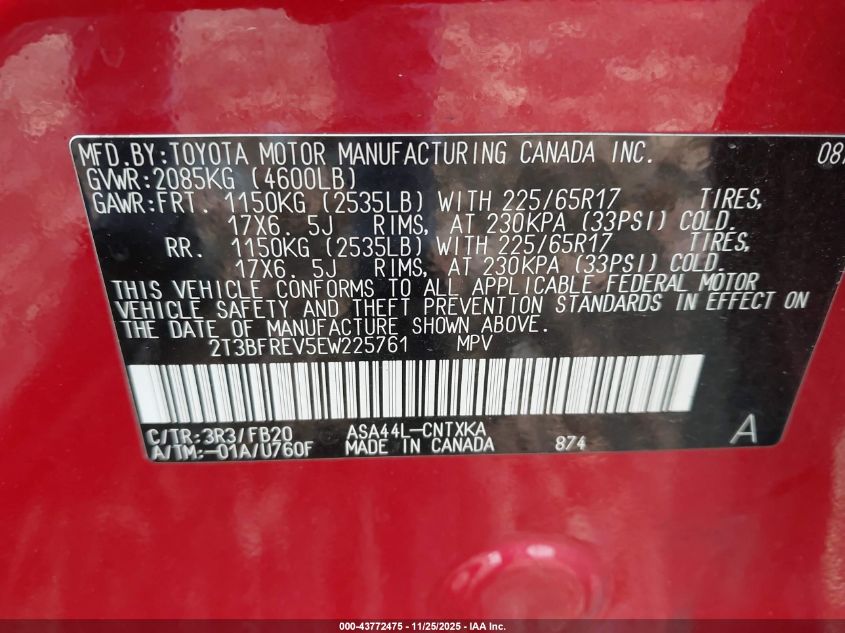 MFD.BY:TOYOTA MOTOR MANUFACTURING CANADA INC. 08/
GVWR:2085KG (4600LB)
GAWR:FRT. 1150KG (2535LB) WITH 225/65R17 TIRES,
17X6. 5J RIMS, AT 230KPA (33PSI) COLD.
RR. 1150KG (2535LB) WITH 225/65R17 TIRES,
17X6. 5J RIMS, AT 230KPA (33PSI) COLD.
THIS VEHICLE CONFORMS TO ALL APPLICABLE FEDERAL MOTOR
VEHICLE SAFETY AND THEFT PREVENTION STANDARDS IN EFFECT ON
THE DATE OF MANUFACTURE SHOWN ABOVE.
2T3BFREV5EW225761 MPV
C/TR:3R3/FB20 ASA44L-CNTXKA
A/TM:-01A/U760F MADE IN CANADA 874 A
000-43772475 - 11/25/2025 - IAA Inc.